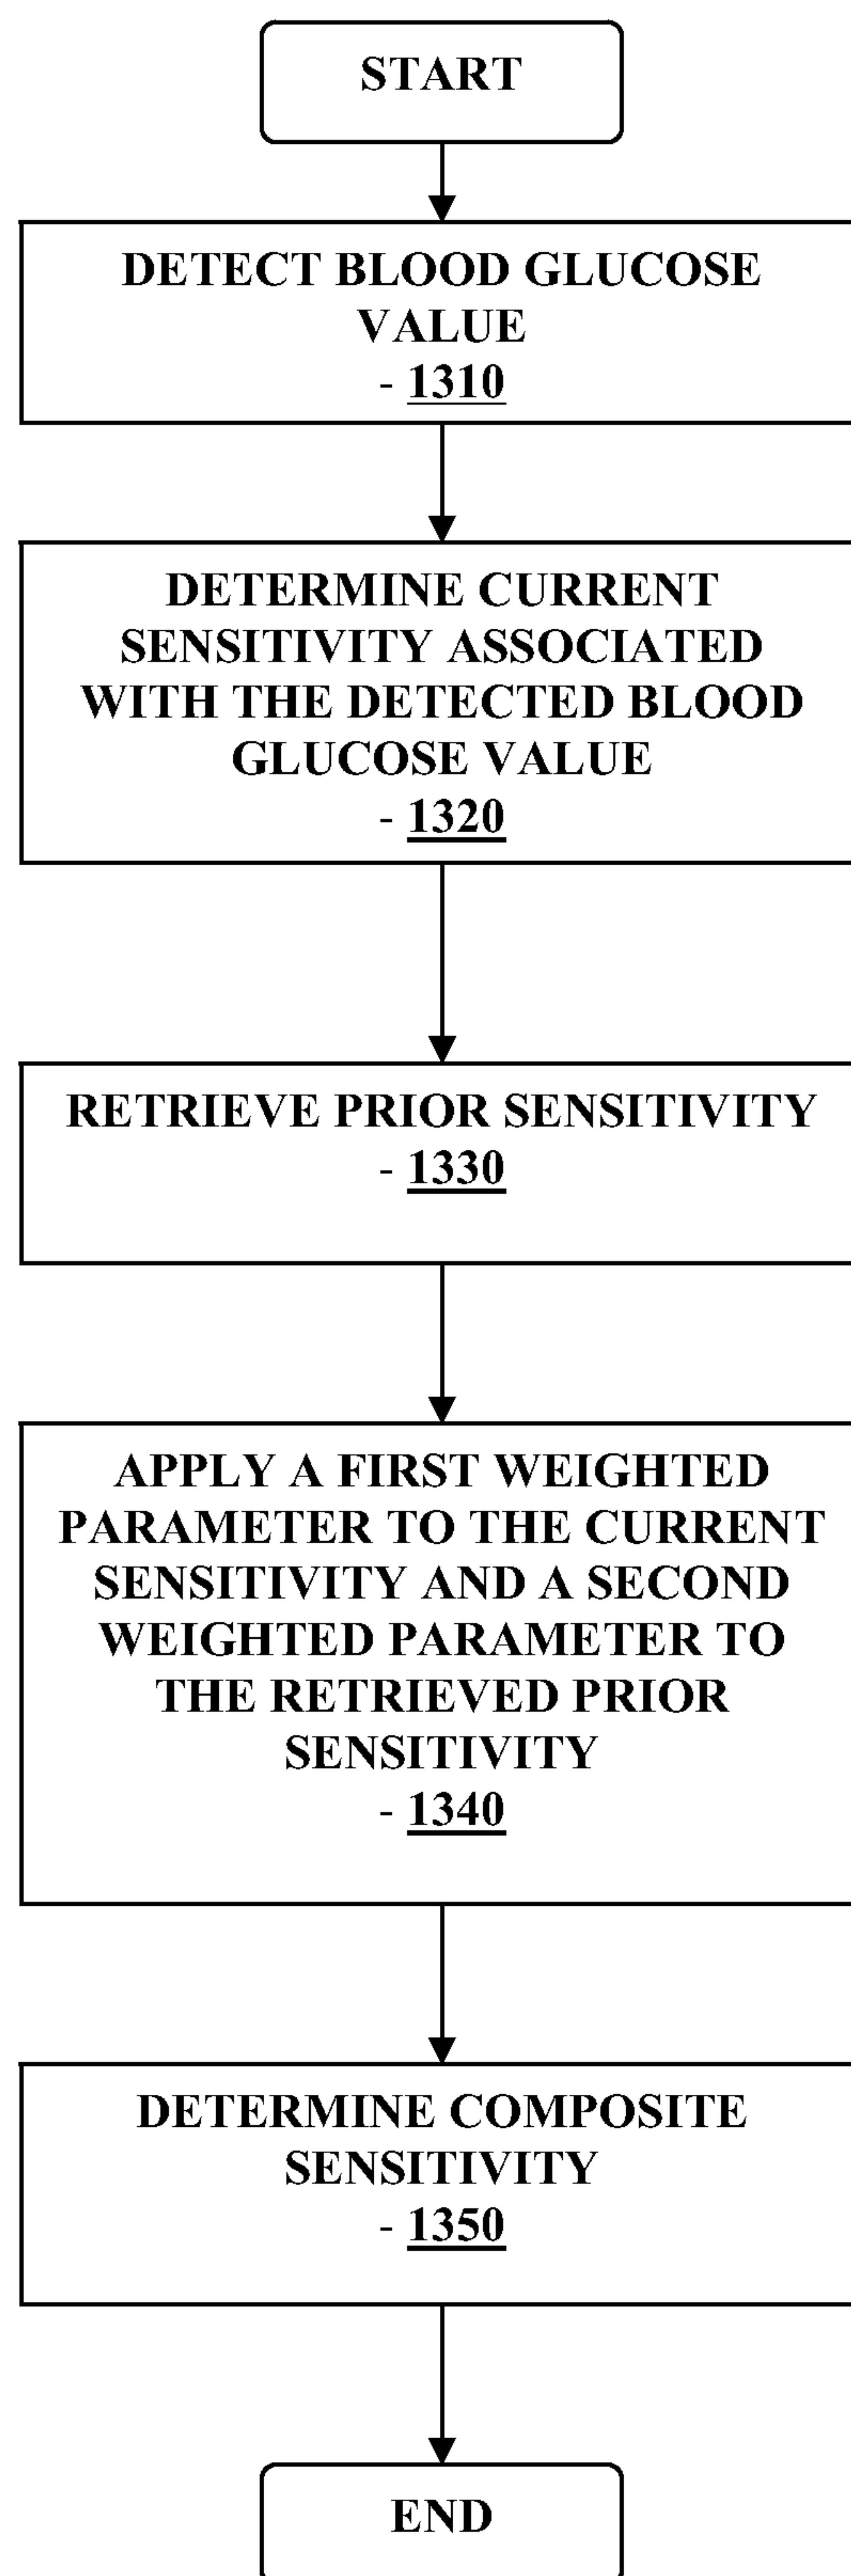 START
DETECT BLOOD GLUCOSE
VALUE
- 1310
DETERMINE CURRENT
SENSITIVITY ASSOCIATED
WITH THE DETECTED BLOOD
GLUCOSE VALUE
- 1320
RETRIEVE PRIOR SENSITIVITY
- 1330
APPLY A FIRST WEIGHTED
PARAMETER TO THE CURRENT
SENSITIVITY AND A SECOND
WEIGHTED PARAMETER TO
THE RETRIEVED PRIOR
SENSITIVITY
- 1340
DETERMINE COMPOSITE
SENSITIVITY
- 1350
END